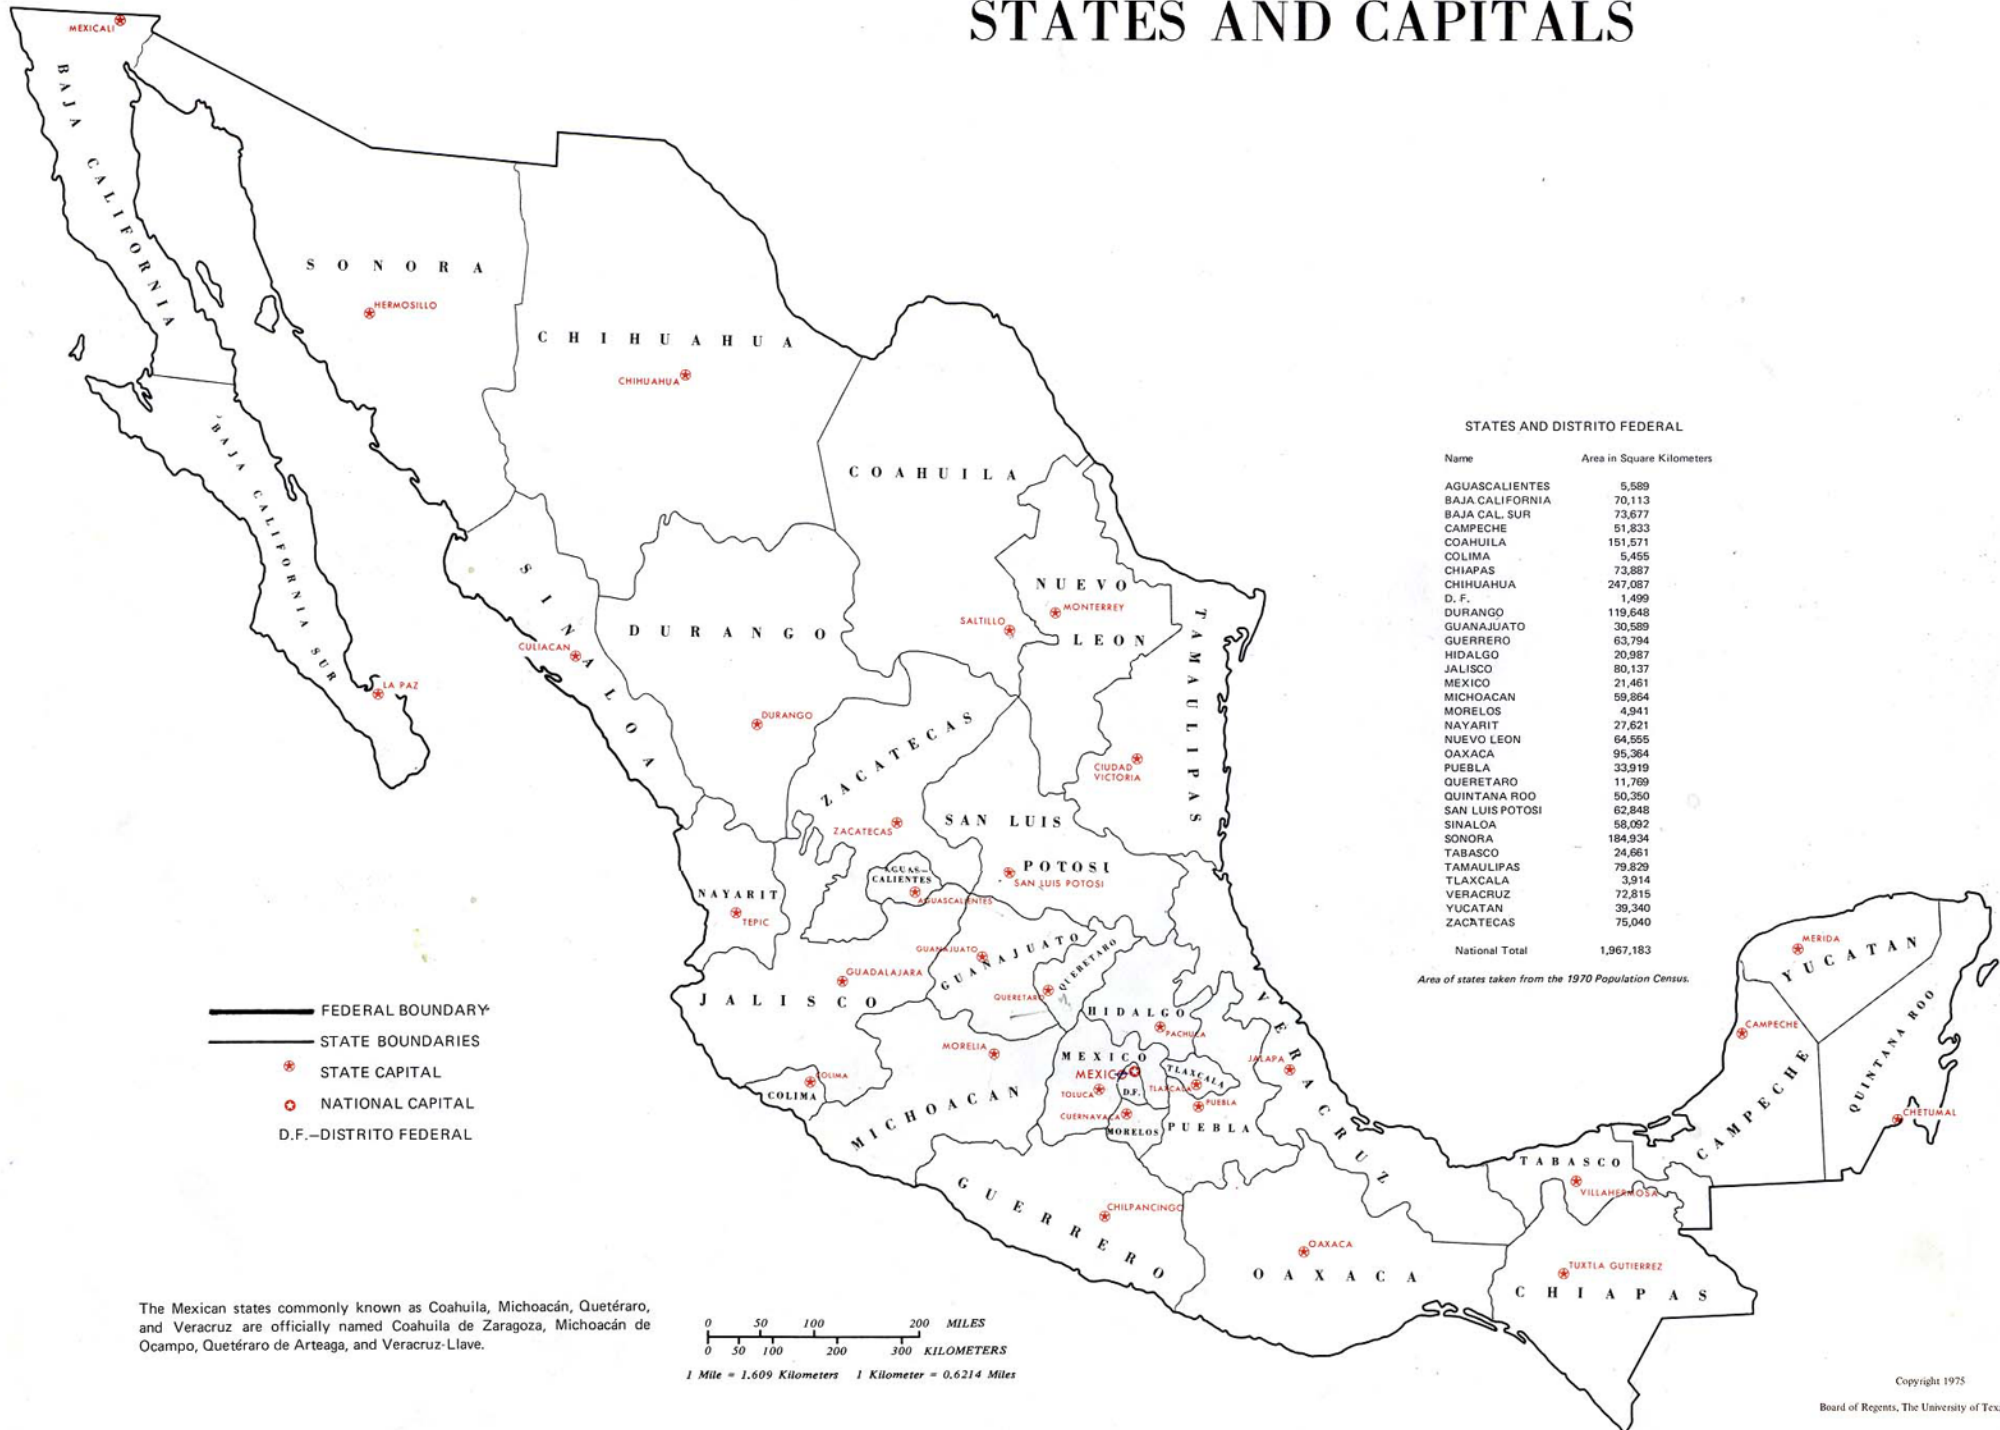 STATES AND CAPITALS
MEXICALI
BAJA CALIFORNIA
SONORA
HERMOSILLO
CHIHUAHUA
CHIHUAHUA
COAHUILA
BAJA CALIFORNIA SUR
LA PAZ
SINALOA
CULIACAN
DURANGO
DURANGO
NUEVO
LEON
MONTERREY
SALTILLO
TAMAULIPAS
CIUDAD
VICTORIA
ZACATECAS
ZACATECAS
SAN LUIS
POTOSI
SAN LUIS POTOSI
AGUAS-
CALIENTES
AGUASCALIENTES
NAYARIT
TEPIC
GUANAJUATO
GUANAJUATO
QUERETARO
QUERETARO
GUADALAJARA
JALISCO
HIDALGO
PACHUCA
VERACRUZ
JALAPA
MORELIA
MICHOACAN
COLIMA
COLIMA
MEXICO
MEXICO
TOLUCA
D.F.
TLAXCALA
TLAXCALA
CUERNAVACA
MORELOS
PUEBLA
PUEBLA
GUERRERO
CHILPANCINGO
OAXACA
OAXACA
TABASCO
VILLAHERMOSA
TUXTLA GUTIERREZ
CHIAPAS
MERIDA
YUCATAN
CAMPECHE
CAMPECHE
QUINTANA ROO
CHETUMAL
STATES AND DISTRITO FEDERAL
Name Area in Square Kilometers
AGUASCALIENTES 5,589
BAJA CALIFORNIA 70,113
BAJA CAL. SUR 73,677
CAMPECHE 51,833
COAHUILA 151,571
COLIMA 5,455
CHIAPAS 73,887
CHIHUAHUA 247,087
D. F. 1,499
DURANGO 119,648
GUANAJUATO 30,589
GUERRERO 63,794
HIDALGO 20,987
JALISCO 80,137
MEXICO 21,461
MICHOACAN 59,864
MORELOS 4,941
NAYARIT 27,621
NUEVO LEON 64,555
OAXACA 95,364
PUEBLA 33,919
QUERETARO 11,769
QUINTANA ROO 50,350
SAN LUIS POTOSI 62,848
SINALOA 58,092
SONORA 184,934
TABASCO 24,661
TAMAULIPAS 79,829
TLAXCALA 3,914
VERACRUZ 72,815
YUCATAN 39,340
ZACATECAS 75,040
National Total 1,967,183
Area of states taken from the 1970 Population Census.
FEDERAL BOUNDARY
STATE BOUNDARIES
STATE CAPITAL
NATIONAL CAPITAL
D.F.—DISTRITO FEDERAL
The Mexican states commonly known as Coahuila, Michoacán, Quetéraro,
and Veracruz are officially named Coahuila de Zaragoza, Michoacán de
Ocampo, Quetéraro de Arteaga, and Veracruz-Llave.
0 50 100 200 MILES
0 50 100 200 300 KILOMETERS
1 Mile = 1.609 Kilometers 1 Kilometer = 0.6214 Miles
Copyright 1975
Board of Regents, The University of